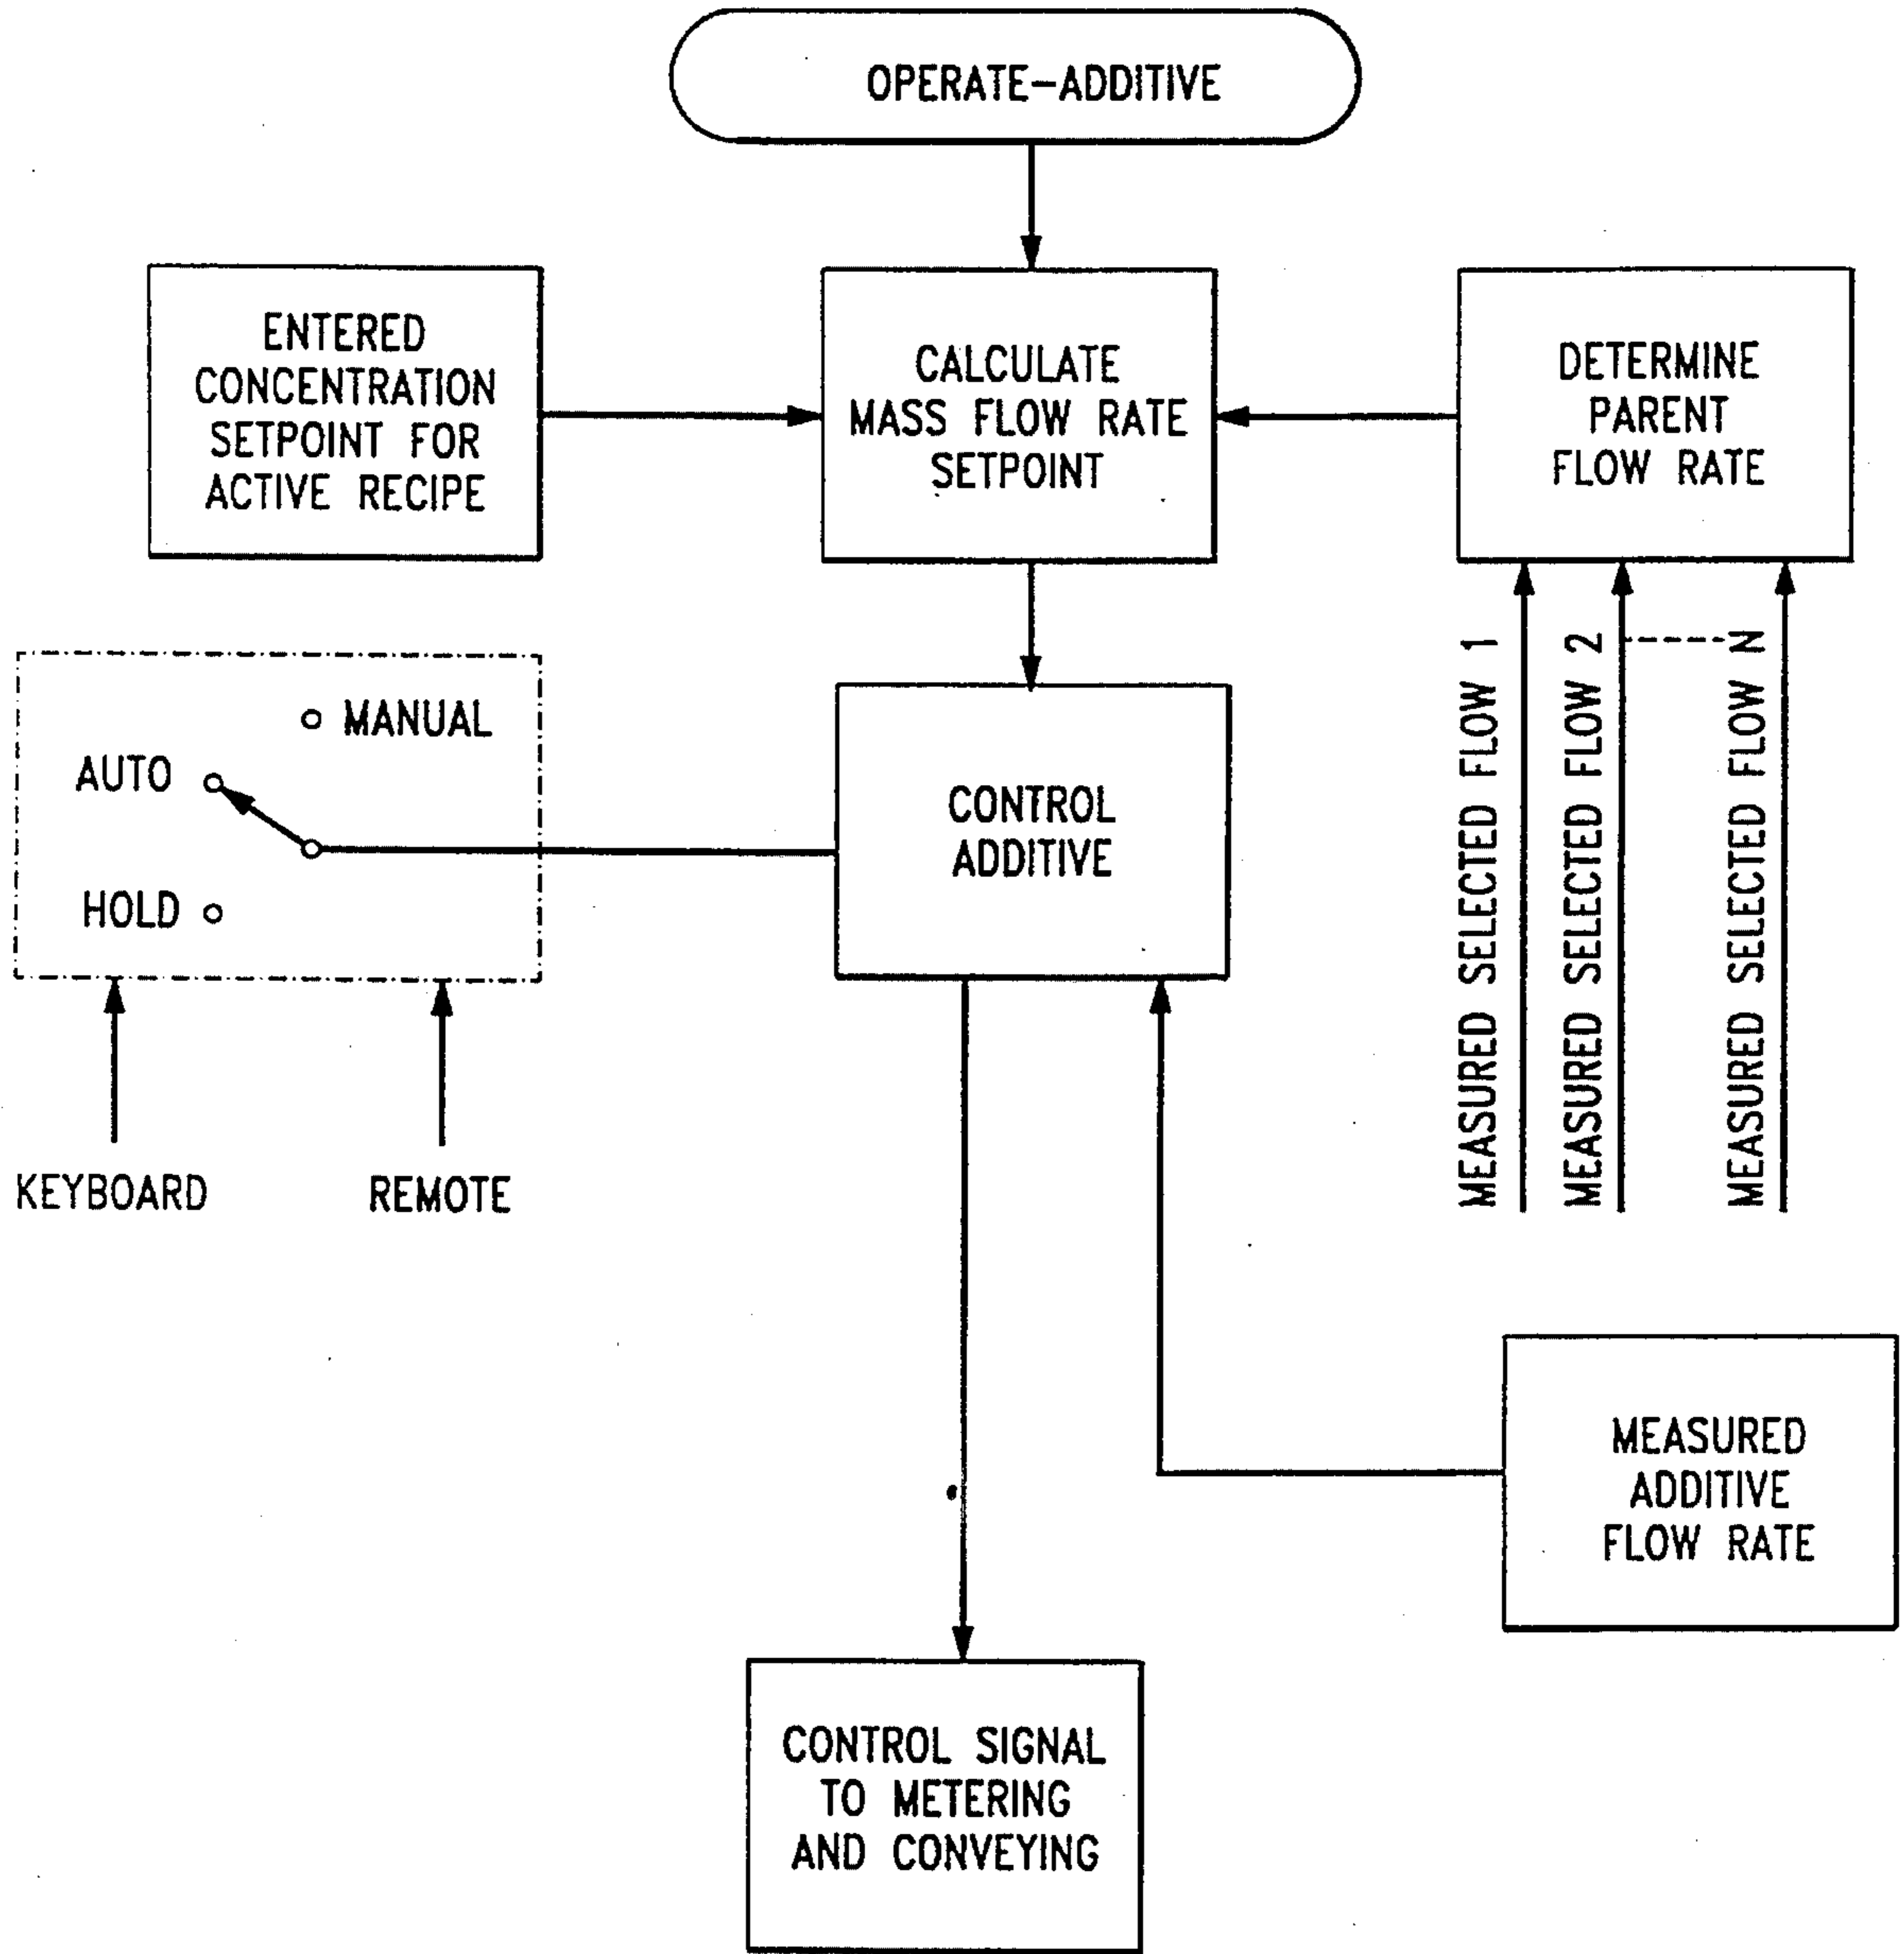 OPERATE-ADDITIVE
ENTERED
CONCENTRATION
SETPOINT FOR
ACTIVE RECIPE
CALCULATE
MASS FLOW RATE
SETPOINT
DETERMINE
PARENT
FLOW RATE
MANUAL
AUTO
HOLD
KEYBOARD
REMOTE
CONTROL
ADDITIVE
MEASURED SELECTED FLOW 1
MEASURED SELECTED FLOW 2
MEASURED SELECTED FLOW N
MEASURED
ADDITIVE
FLOW RATE
CONTROL SIGNAL
TO METERING
AND CONVEYING